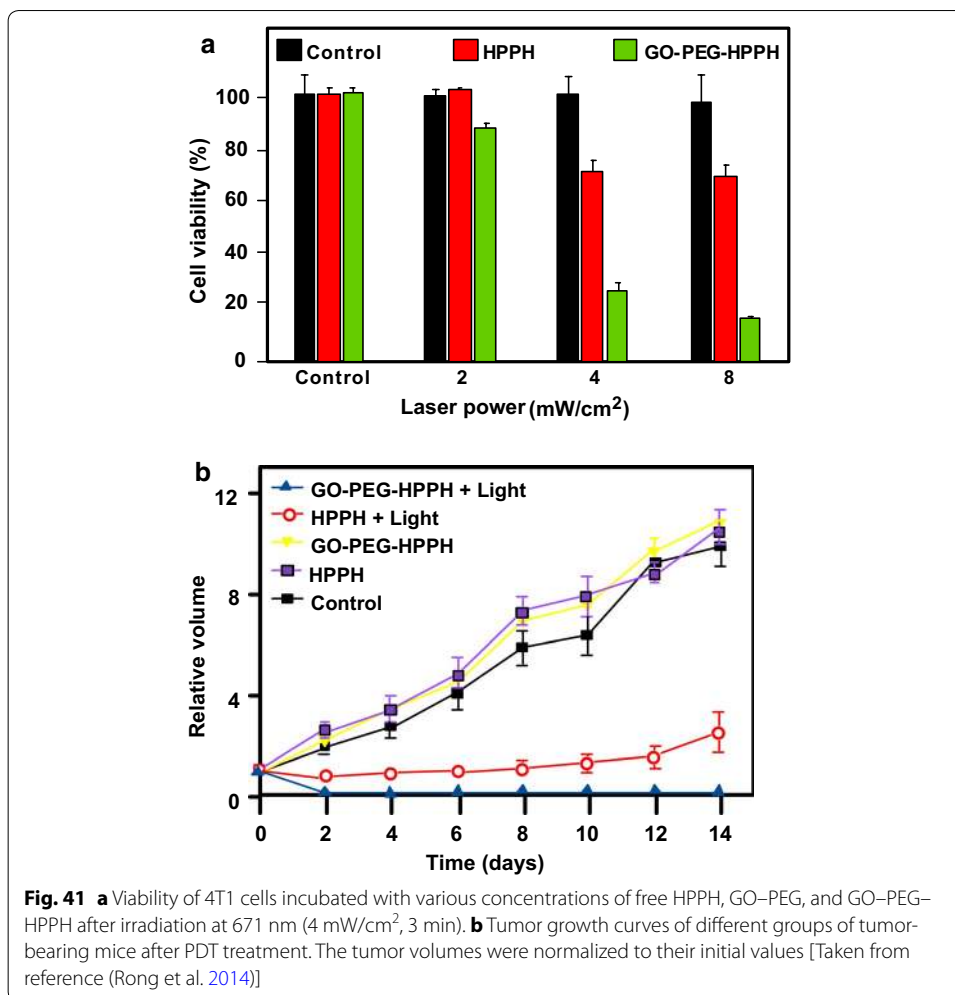 a
Control HPPH GO-PEG-HPPH
100
80
60
40
20
0
Cell viability (%)
Control 2 4 8
Laser power (mW/cm²)
b
GO-PEG-HPPH + Light
HPPH + Light
GO-PEG-HPPH
HPPH
Control
12
8
4
0
Relative volume
0 2 4 6 8 10 12 14
Time (days)
Fig. 41 a Viability of 4T1 cells incubated with various concentrations of free HPPH, GO–PEG, and GO–PEG–
HPPH after irradiation at 671 nm (4 mW/cm², 3 min). b Tumor growth curves of different groups of tumor-
bearing mice after PDT treatment. The tumor volumes were normalized to their initial values [Taken from
reference (Rong et al. 2014)]